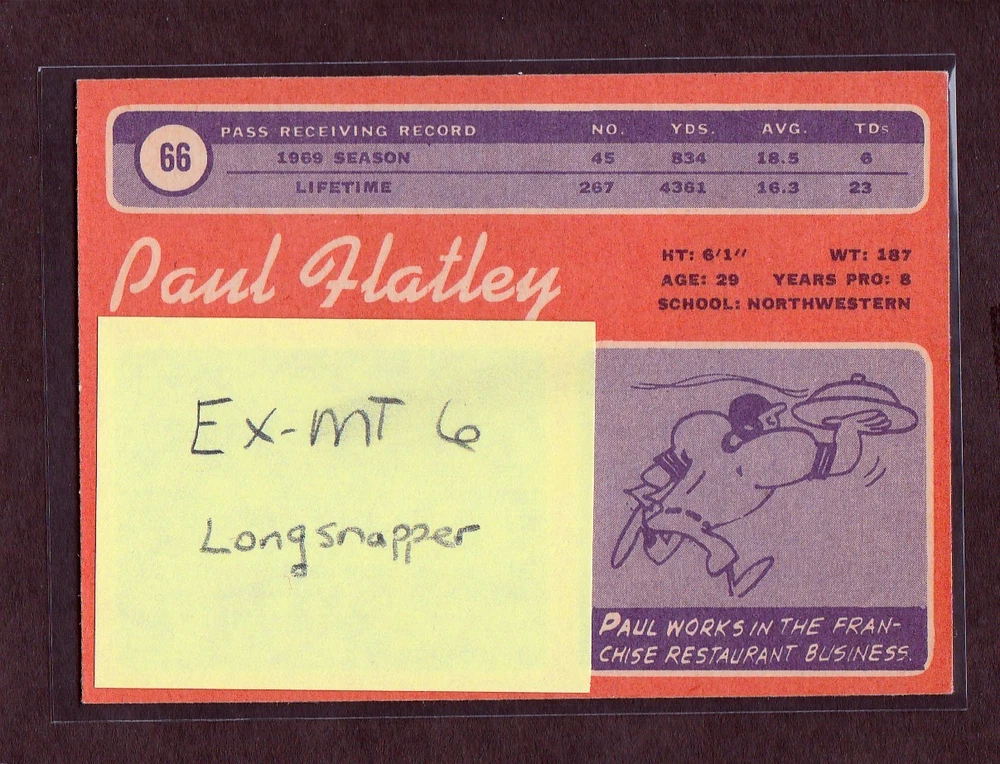 66
PASS RECEIVING RECORD NO. YDS. AVG. TDs
1969 SEASON 45 834 18.5 6
LIFETIME 267 4361 16.3 23
Paul Flatley
HT: 6'1" WT: 187
AGE: 29 YEARS PRO: 8
SCHOOL: NORTHWESTERN
Ex-MT 6
Longsnapper
PAUL WORKS IN THE FRAN-
CHISE RESTAURANT BUSINESS.